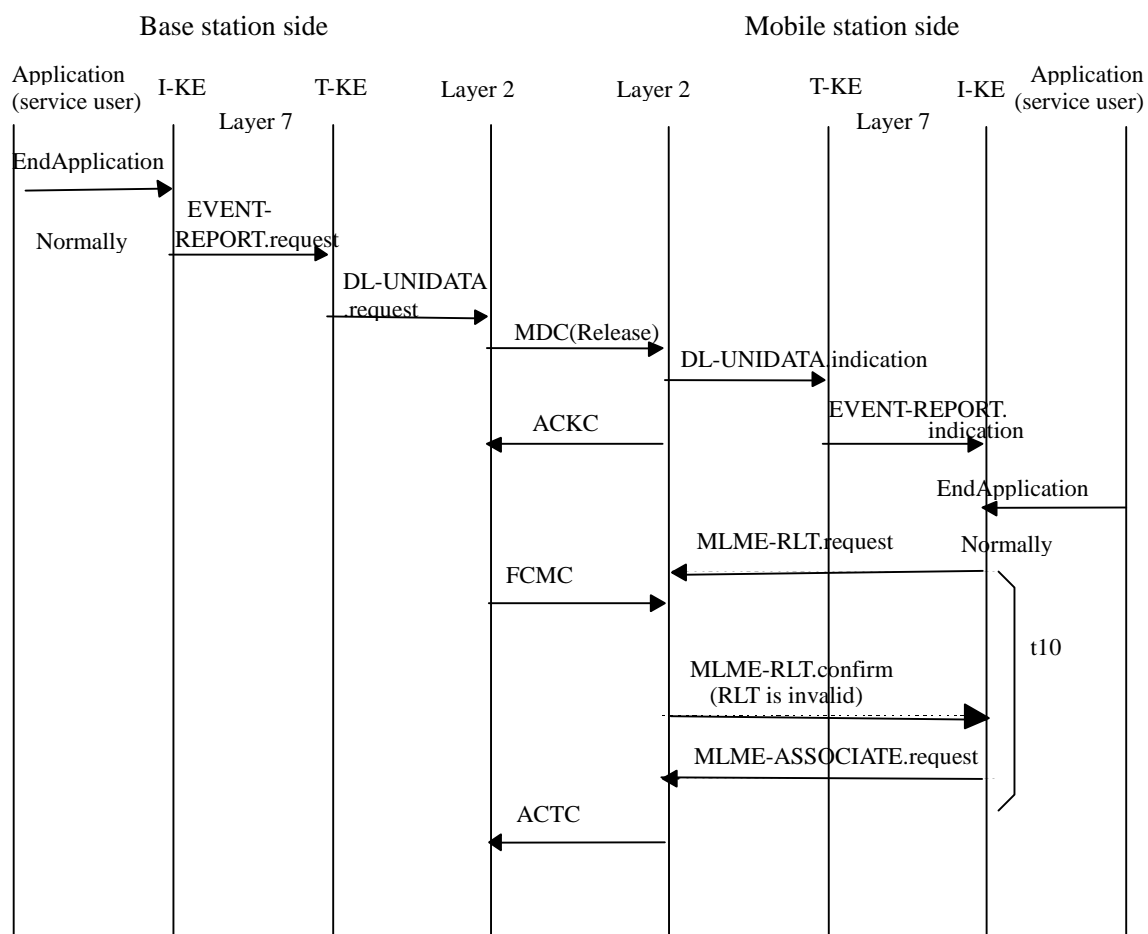 Base station side
Mobile station side
Application
(service user)
I-KE
T-KE
Layer 2
Layer 2
T-KE
I-KE
Application
(service user)
Layer 7
Layer 7
EndApplication
EVENT-
REPORT.request
Normally
DL-UNIDATA
.request
MDC(Release)
DL-UNIDATA.indication
EVENT-REPORT.
indication
ACKC
EndApplication
MLME-RLT.request
Normally
FCMC
t10
MLME-RLT.confirm
(RLT is invalid)
MLME-ASSOCIATE.request
ACTC